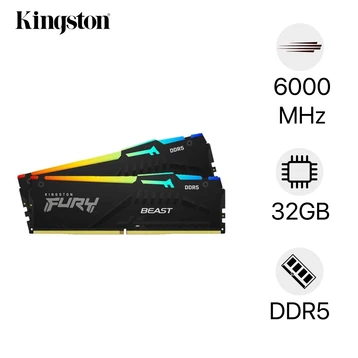 Kingston
6000
MHz
DDR5
DDR5
KINGSTON
FURY
BEAST
32GB
DDR5